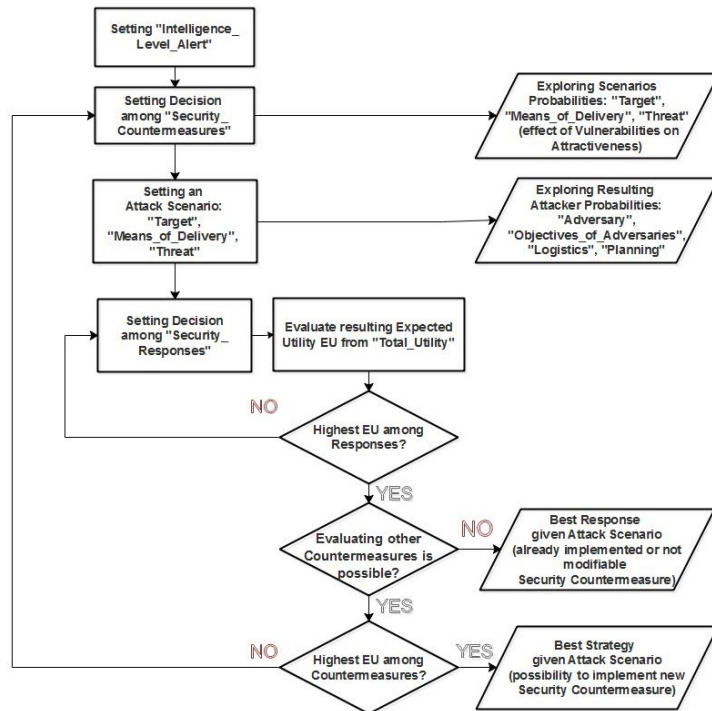 Setting "Intelligence_
Level_Alert"
Setting Decision
among "Security_
Countermeasures"
Exploring Scenarios
Probabilities: "Target",
"Means_of_Delivery", "Threat"
(effect of Vulnerabilities on
Attractiveness)
Setting an
Attack Scenario:
"Target",
"Means_of_Delivery",
"Threat"
Exploring Resulting
Attacker Probabilities:
"Adversary",
"Objectives_of_Adversaries",
"Logistics", "Planning"
Setting Decision
among "Security_
Responses"
Evaluate resulting Expected
Utility EU from "Total_Utility"
NO
Highest EU among
Responses?
YES
Evaluating other
Countermeasures is
possible?
NO
Best Response
given Attack Scenario
(already implemented or not
modifiable
Security Countermeasure)
YES
NO
Highest EU among
Countermeasures?
YES
Best Strategy
given Attack Scenario
(possibility to implement new
Security Countermeasure)